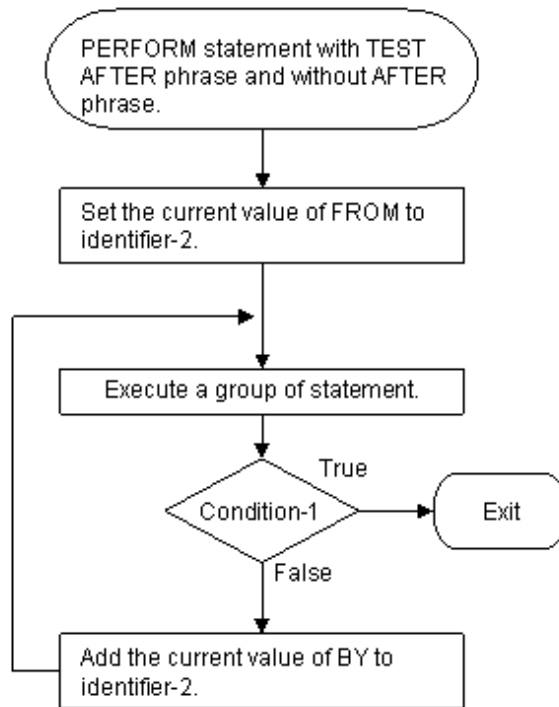 PERFORM statement with TEST
AFTER phrase and without AFTER
phrase.
Set the current value of FROM to
identifier-2.
Execute a group of statement.
True
Condition-1
Exit
False
Add the current value of BY to
identifier-2.